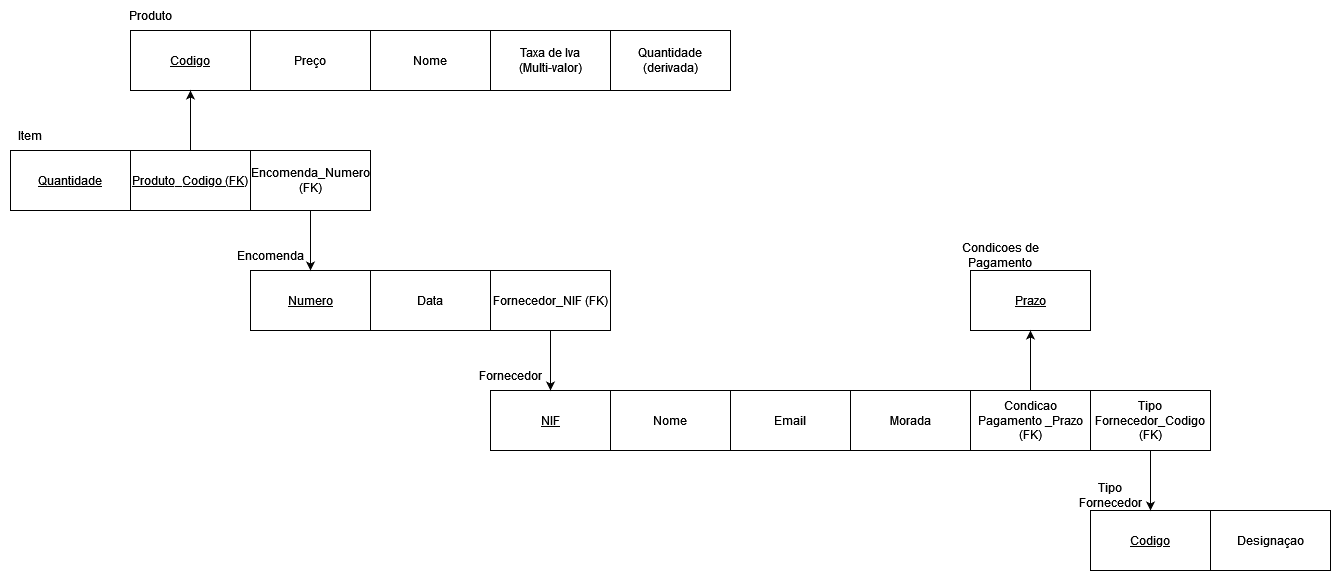 Produto
Codigo
Preço
Nome
Taxa de Iva
(Multi-valor)
Quantidade
(derivada)
Item
Quantidade
Produto_Codigo (FK)
Encomenda_Numero
(FK)
Encomenda
Numero
Data
Fornecedor_NIF (FK)
Condicoes de
Pagamento
Prazo
Fornecedor
NIF
Nome
Email
Morada
Condicao
Pagamento _Prazo
(FK)
Tipo
Fornecedor_Codigo
(FK)
Tipo
Fornecedor
Codigo
Designaçao